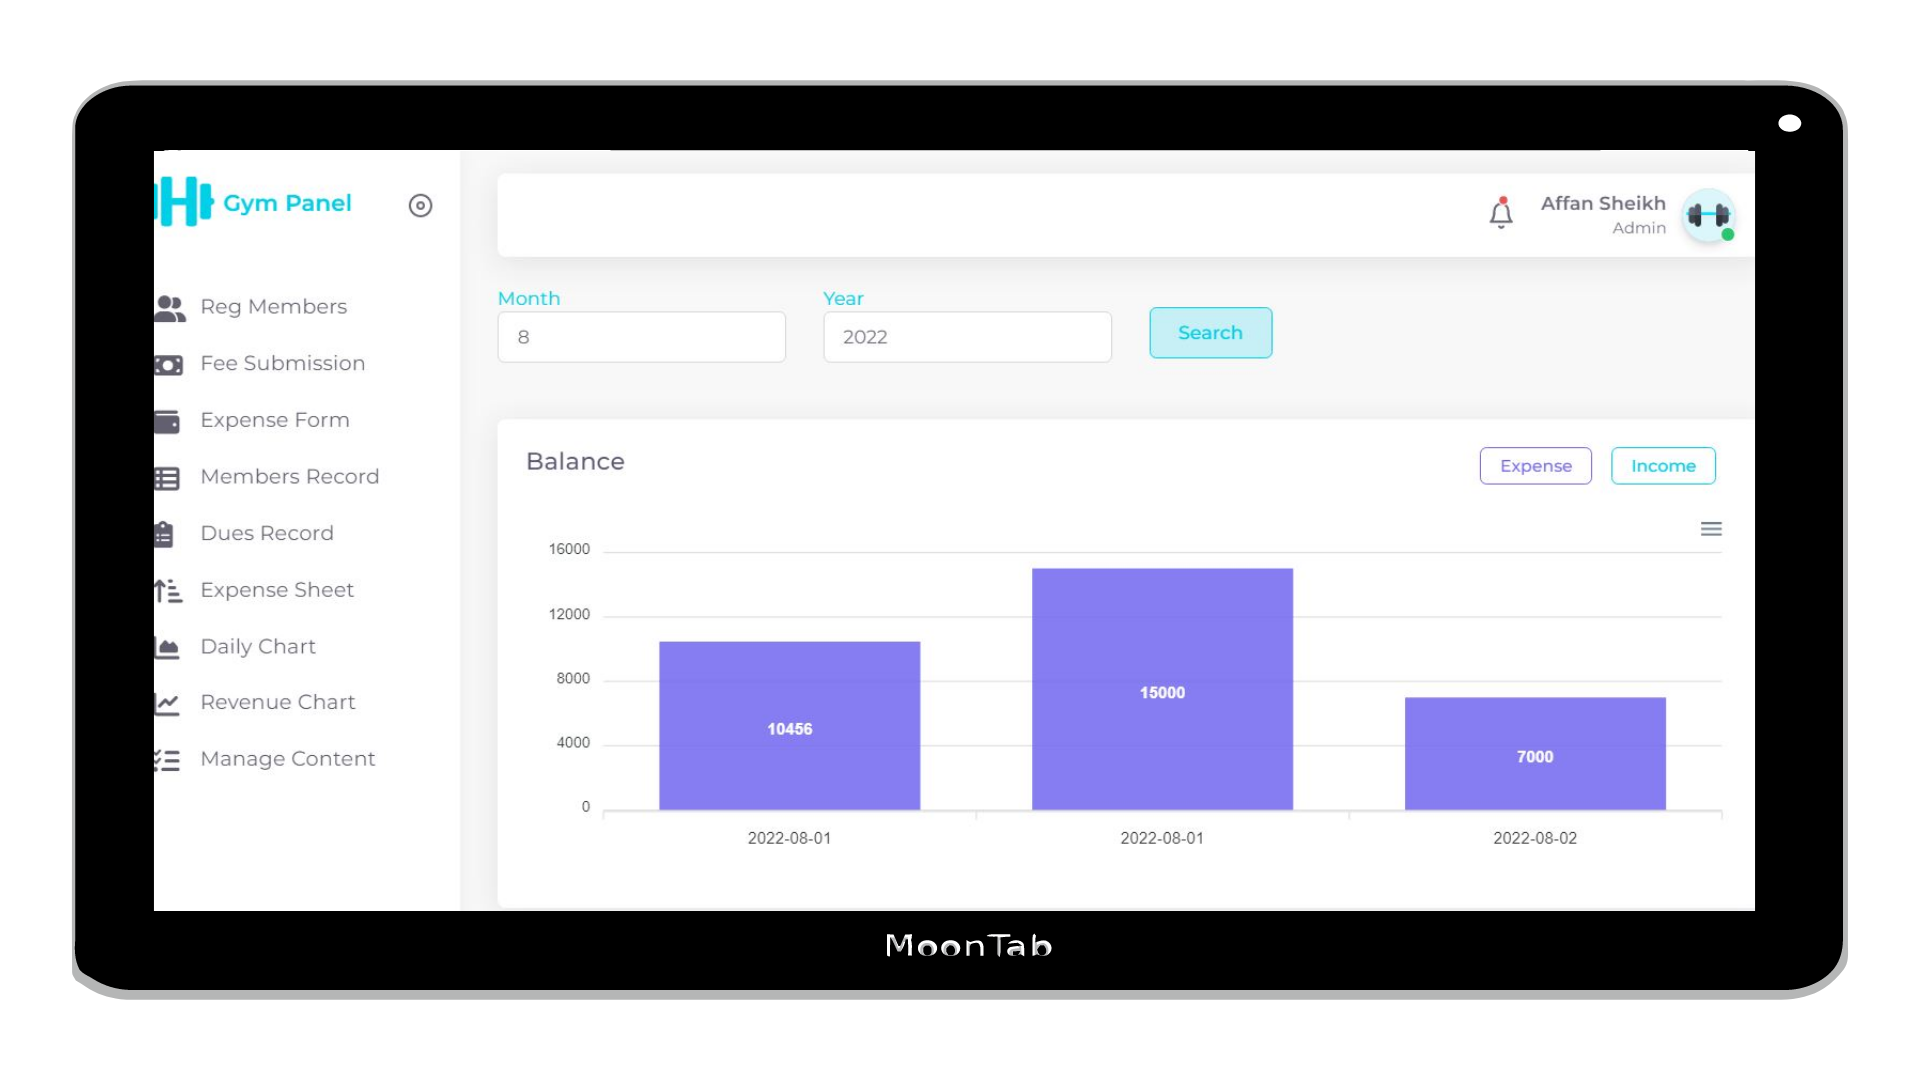 Gym Panel
Affan Sheikh
Admin
Reg Members
Fee Submission
Expense Form
Members Record
Dues Record
Expense Sheet
Daily Chart
Revenue Chart
Manage Content
Month
Year
8
2022
Search
Balance
Expense
Income
16000
12000
8000
4000
0
10456
15000
7000
2022-08-01
2022-08-01
2022-08-02
MoonTab